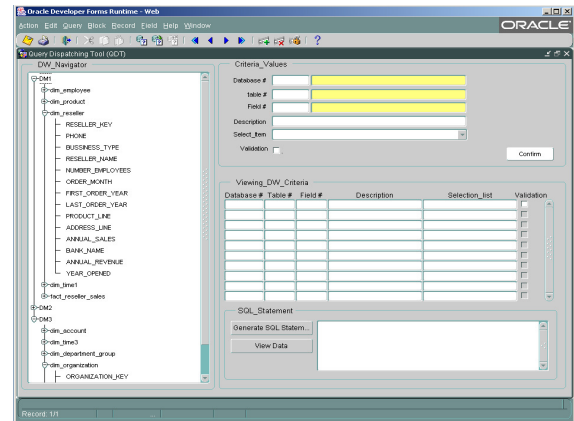 Oracle Developer Forms Runtime - Web
Action Edit Query Block Record Field Help Window
ORACLE
Query Dispatching Tool (QDT)
DW_Navigator
DM1
dim_employee
dim_product
dim_reseller
RESELLER_KEY
PHONE
BUSSINESS_TYPE
RESELLER_NAME
NUMBER_EMPLOYEES
ORDER_MONTH
FIRST_ORDER_YEAR
LAST_ORDER_YEAR
PRODUCT_LINE
ADDRESS_LINE
ANNUAL_SALES
BANK_NAME
ANNUAL_REVENUE
YEAR_OPENED
dim_time1
fact_reseller_sales
DM2
DM3
dim_account
dim_time3
dim_department_group
dim_organization
ORGANIZATION_KEY
Criteria_Values
Database #
table #
Field #
Description
Select_Item
Validation
Confirm
Viewing_DW_Criteria
Database # Table # Field # Description Selection_list Validation
SQL_Statement
Generate SQL Statem...
View Data
Record: 1/1